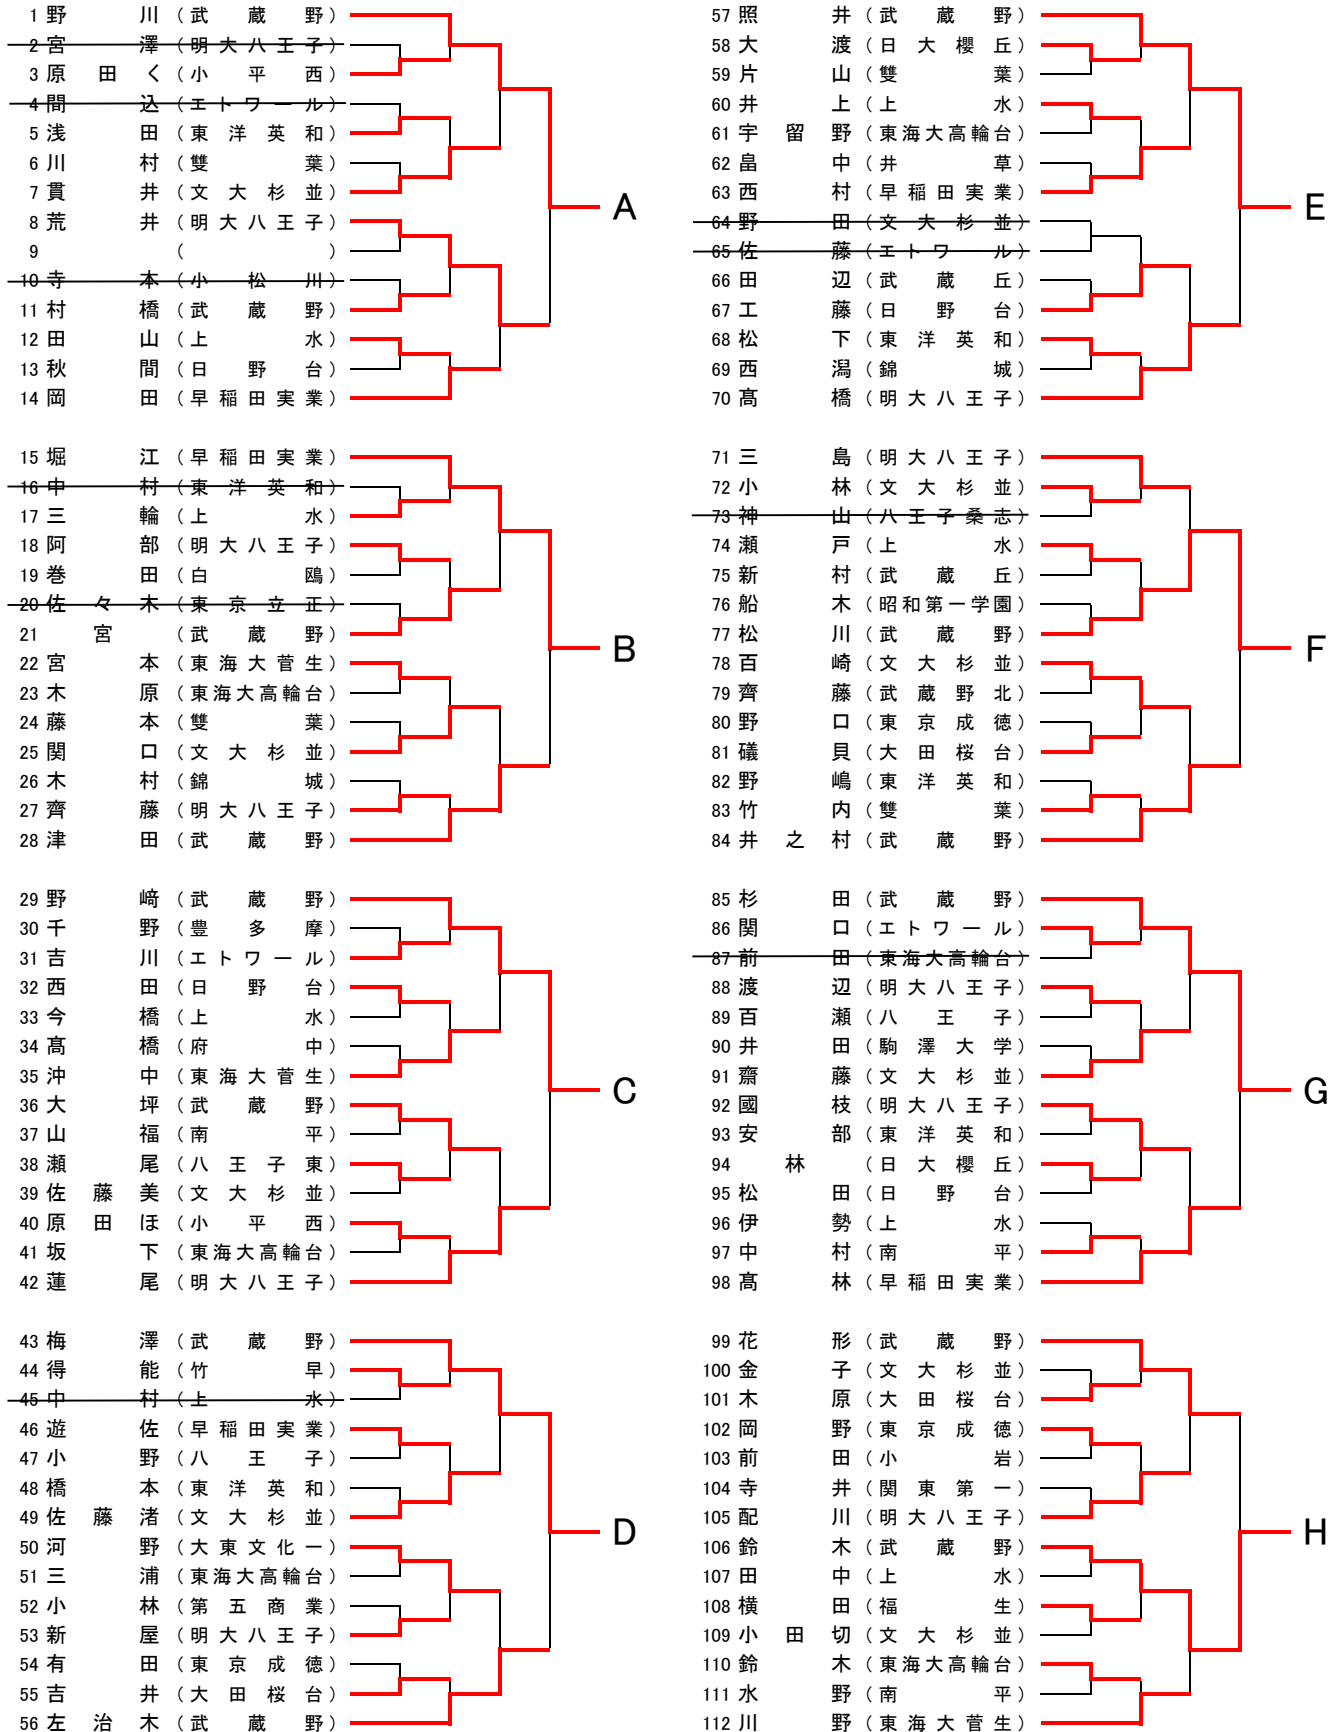 1 野川 (武蔵野)
2 宮澤 (明大八王子)
3 原田く (小平西)
4 間込 (エトワール)
5 浅田 (東洋英和)
6 川村 (雙葉)
7 貫井 (文大杉並)
8 荒井 (明大八王子)
9 ( )
10 寺本 (小松川)
11 村橋 (武蔵野)
12 田山 (上水)
13 秋間 (日野台)
14 岡田 (早稲田実業)
A
15 堀江 (早稲田実業)
16 中村 (東洋英和)
17 三輪 (上水)
18 阿部 (明大八王子)
19 巻田 (白鴎)
20 佐々木 (東京立正)
21 宮 (武蔵野)
22 宮本 (東海大菅生)
23 木原 (東海大高輪台)
24 藤本 (雙葉)
25 関口 (文大杉並)
26 木村 (錦城)
27 齊藤 (明大八王子)
28 津田 (武蔵野)
B
29 野﨑 (武蔵野)
30 千野 (豊多摩)
31 吉川 (エトワール)
32 西田 (日野台)
33 今橋 (上水)
34 髙橋 (府中)
35 沖中 (東海大菅生)
36 大坪 (武蔵野)
37 山福 (南平)
38 瀬尾 (八王子東)
39 佐藤美 (文大杉並)
40 原田ほ (小平西)
41 坂下 (東海大高輪台)
42 蓮尾 (明大八王子)
C
43 梅澤 (武蔵野)
44 得能 (竹早)
45 中村 (上水)
46 遊佐 (早稲田実業)
47 小野 (八王子)
48 橋本 (東洋英和)
49 佐藤渚 (文大杉並)
50 河野 (大東文化一)
51 三浦 (東海大高輪台)
52 小林 (第五商業)
53 新屋 (明大八王子)
54 有田 (東京成徳)
55 吉井 (大田桜台)
56 左治木 (武蔵野)
D
57 照井 (武蔵野)
58 大渡 (日大櫻丘)
59 片山 (雙葉)
60 井上 (上水)
61 宇留野 (東海大高輪台)
62 畠中 (井草)
63 西村 (早稲田実業)
64 野田 (文大杉並)
65 佐藤 (エトワール)
66 田辺 (武蔵丘)
67 工藤 (日野台)
68 松下 (東洋英和)
69 西潟 (錦城)
70 髙橋 (明大八王子)
E
71 三島 (明大八王子)
72 小林 (文大杉並)
73 神山 (八王子桑志)
74 瀬戸 (上水)
75 新村 (武蔵丘)
76 船木 (昭和第一学園)
77 松川 (武蔵野)
78 百崎 (文大杉並)
79 齊藤 (武蔵野北)
80 野口 (東京成徳)
81 礒貝 (大田桜台)
82 野嶋 (東洋英和)
83 竹内 (雙葉)
84 井之村 (武蔵野)
F
85 杉田 (武蔵野)
86 関口 (エトワール)
87 前田 (東海大高輪台)
88 渡辺 (明大八王子)
89 百瀬 (八王子)
90 井田 (駒澤大学)
91 齋藤 (文大杉並)
92 國枝 (明大八王子)
93 安部 (東洋英和)
94 林 (日大櫻丘)
95 松田 (日野台)
96 伊勢 (上水)
97 中村 (南平)
98 髙林 (早稲田実業)
G
99 花形 (武蔵野)
100 金子 (文大杉並)
101 木原 (大田桜台)
102 岡野 (東京成徳)
103 前田 (小岩)
104 寺井 (関東第一)
105 配川 (明大八王子)
106 鈴木 (武蔵野)
107 田中 (上水)
108 横田 (福生)
109 小田切 (文大杉並)
110 鈴木 (東海大高輪台)
111 水野 (南平)
112 川野 (東海大菅生)
H